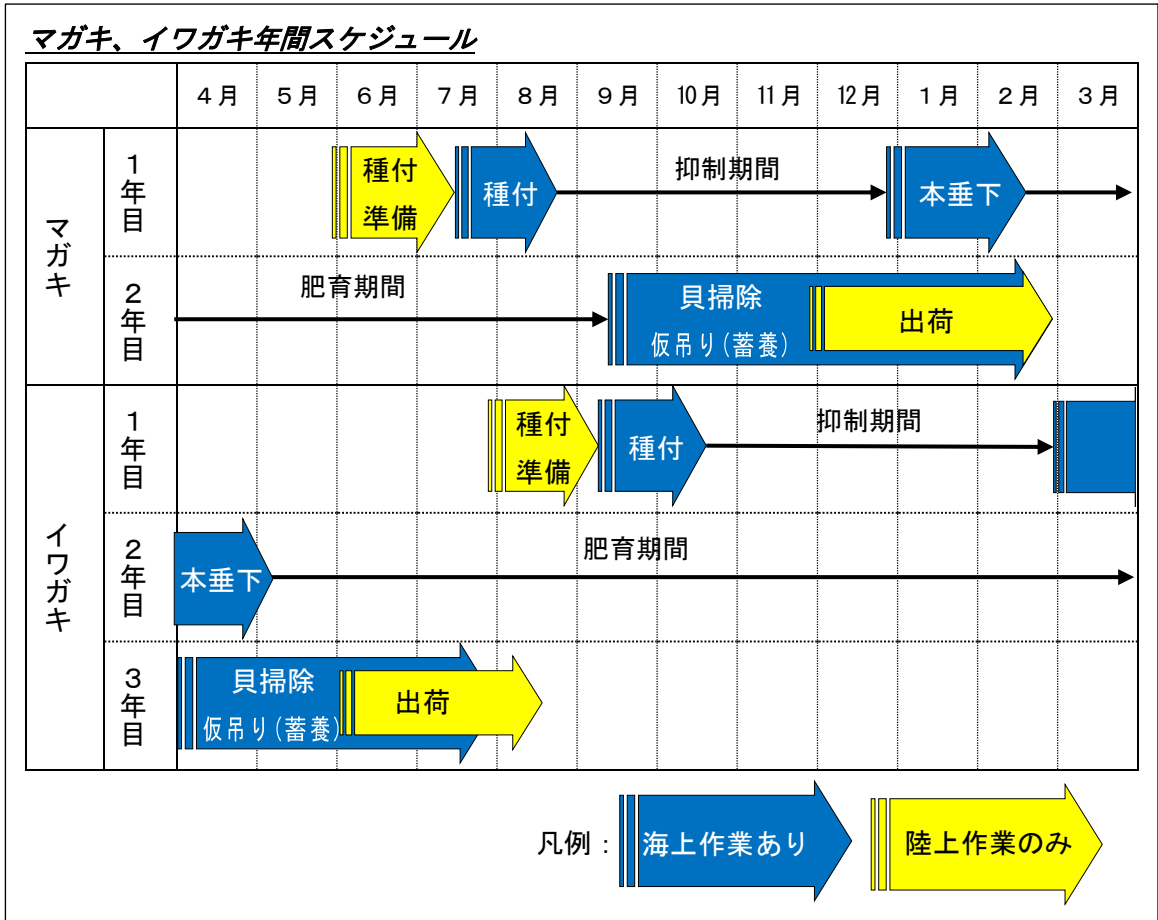 マガキ、イワガキ年間スケジュール
４月 ５月 ６月 ７月 ８月 ９月 10月 11月 12月 １月 ２月 ３月
マガキ
１年目
種付
準備
種付
抑制期間
本垂下
２年目
肥育期間
貝掃除
仮吊り(蓄養)
出荷
イワガキ
１年目
種付
準備
種付
抑制期間
２年目
本垂下
肥育期間
３年目
貝掃除
仮吊り(蓄養)
出荷
凡例： 海上作業あり 陸上作業のみ